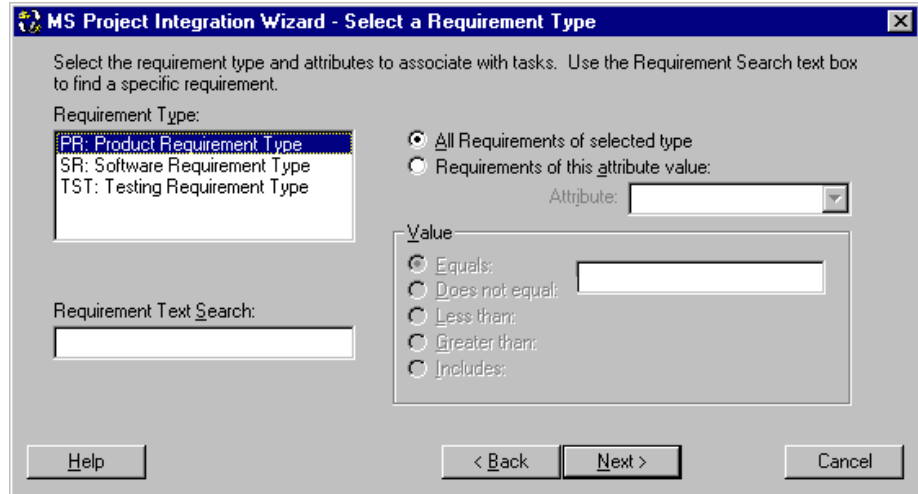 MS Project Integration Wizard - Select a Requirement Type
Select the requirement type and attributes to associate with tasks. Use the Requirement Search text box
to find a specific requirement.
Requirement Type:
PR: Product Requirement Type
SR: Software Requirement Type
TST: Testing Requirement Type
Requirement Text Search:
All Requirements of selected type
Requirements of this attribute value:
Attribute:
Value
Equals:
Does not equal:
Less than:
Greater than:
Includes:
Help
< Back
Next >
Cancel